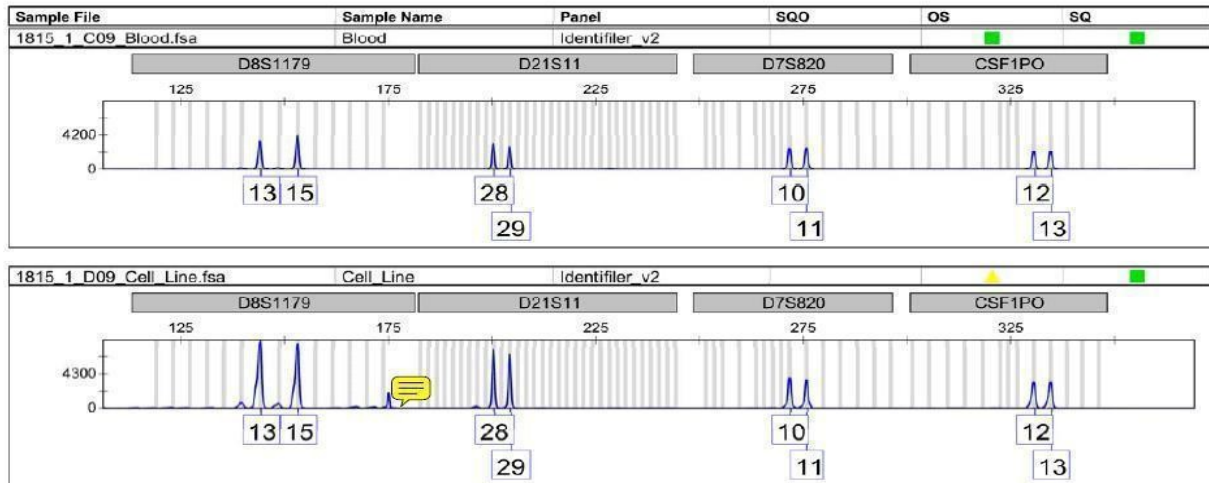 Sample File Sample Name Panel SQO OS SQ
1815_1_C09_Blood.fsa Blood Identifiler_v2
D8S1179 D21S11 D7S820 CSF1PO
125 175 225 275 325
4200
0
13 15 28 10 12
29 11 13
1815_1_D09_Cell_Line.fsa Cell_Line Identifiler_v2
D8S1179 D21S11 D7S820 CSF1PO
125 175 225 275 325
4300
0
13 15 28 10 12
29 11 13